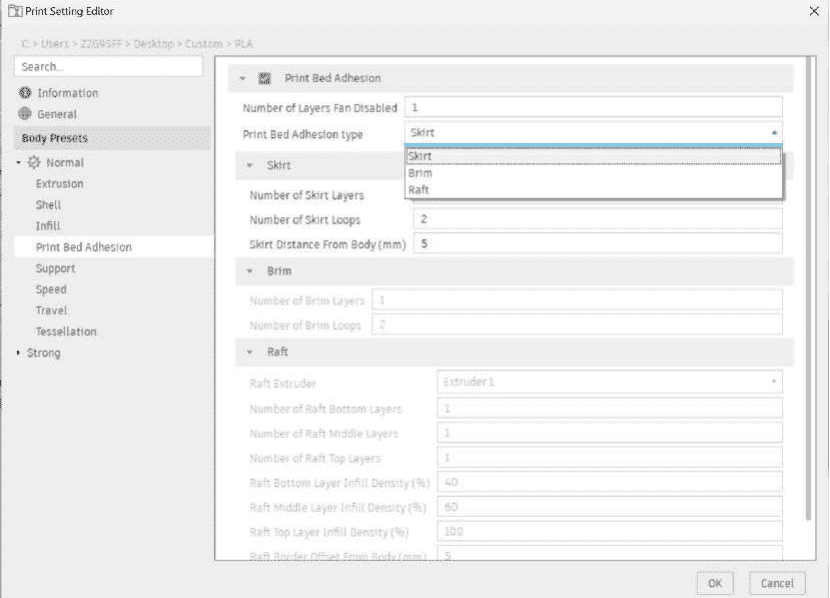 Print Setting Editor
C: > Users > Z2G9SFF > Desktop > Custom > PLA
Search...
Information
General
Body Presets
Normal
Extrusion
Shell
Infill
Print Bed Adhesion
Support
Speed
Travel
Tessellation
Strong
Print Bed Adhesion
Number of Layers Fan Disabled 1
Print Bed Adhesion type Skirt
Skirt
Brim
Raft
Skirt
Number of Skirt Layers
Number of Skirt Loops 2
Skirt Distance From Body (mm) 5
Brim
Number of Brim Layers 1
Number of Brim Loops 2
Raft
Raft Extruder Extruder 1
Number of Raft Bottom Layers 1
Number of Raft Middle Layers 1
Number of Raft Top Layers 1
Raft Bottom Layer Infill Density (%) 40
Raft Middle Layer Infill Density (%) 60
Raft Top Layer Infill Density (%) 100
Raft Border Offset From Body (mm) 5
OK Cancel